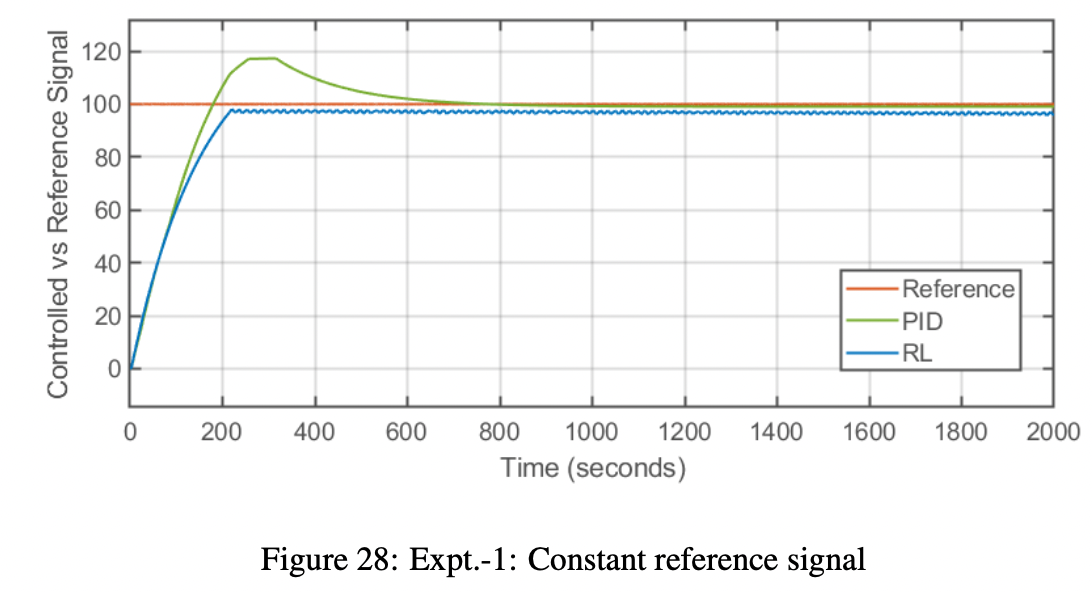 Controlled vs Reference Signal
120
100
80
60
40
20
0
0 200 400 600 800 1000 1200 1400 1600 1800 2000
Time (seconds)
Reference
PID
RL
Figure 28: Expt.-1: Constant reference signal